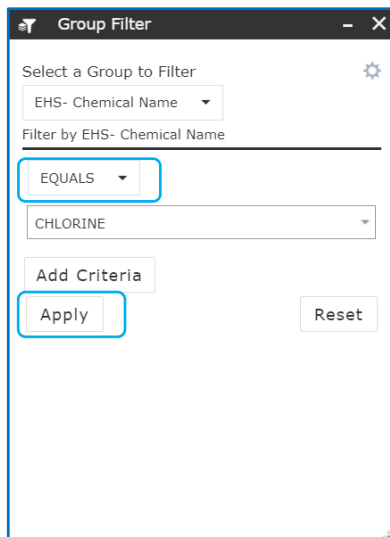 Group Filter
Select a Group to Filter
EHS- Chemical Name
Filter by EHS- Chemical Name
EQUALS
CHLORINE
Add Criteria
Apply Reset